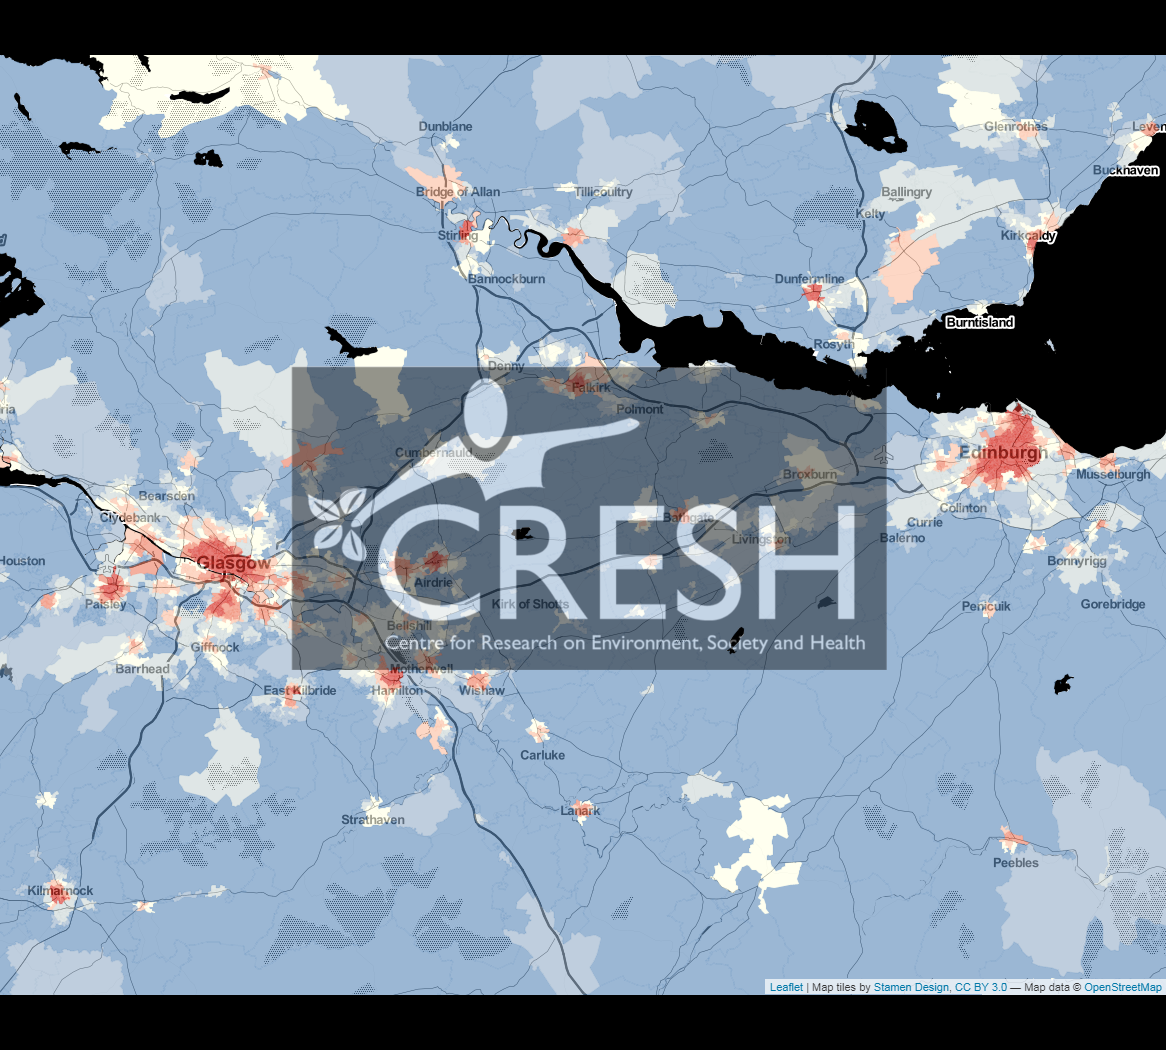 Dunblane
Glenrothes
Leven
Buckhaven
Bridge of Allan
Tillicoultry
Ballingry
Kelty
Stirling
Kirkcaldy
Bannockburn
Dunfermline
Burntisland
Rosyth
Denny
Falkirk
Polmont
ria
Cumbernauld
Edinburgh
Broxburn
Musselburgh
Bearsden
Clydebank
Bathgate
Colinton
Currie
Livingston
Balerno
Houston
Glasgow
Bonnyrigg
Airdrie
CRESH
Paisley
Kirk of Shotts
Penicuik
Gorebridge
Bellshill
Centre for Research on Environment, Society and Health
Giffnock
Barrhead
Motherwell
East Kilbride
Hamilton
Wishaw
Carluke
Strathaven
Lanark
Peebles
Kilmarnock
Leaflet | Map tiles by Stamen Design, CC BY 3.0 — Map data © OpenStreetMap